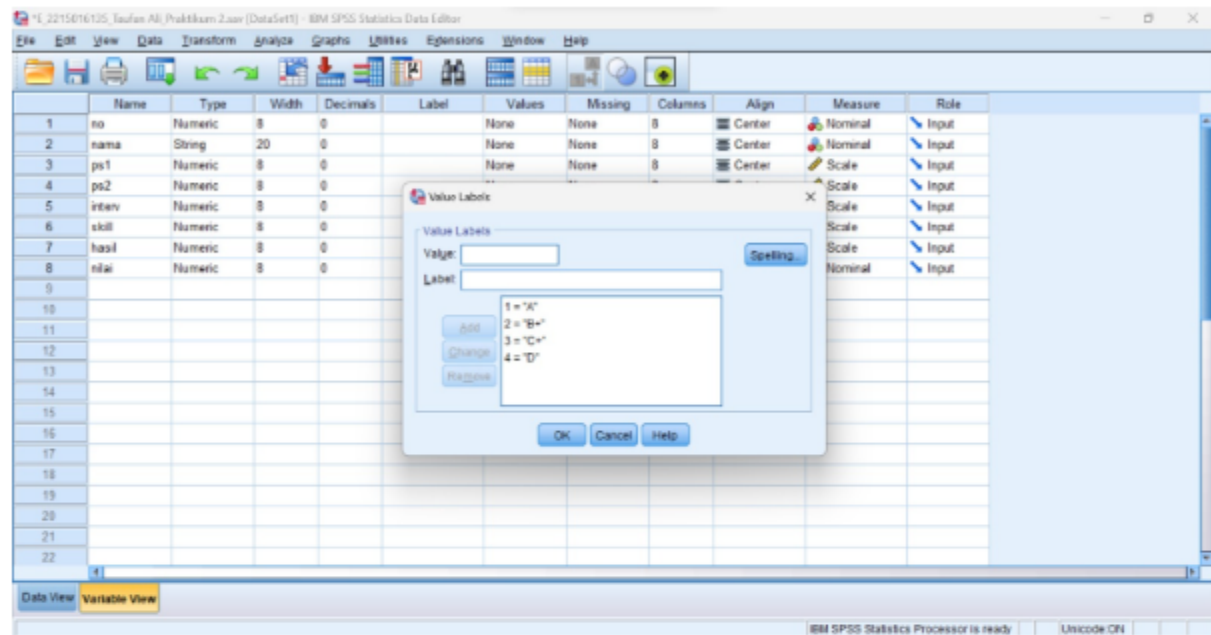 *E_2215016125_Taufan Ali_Praktikum 2.sav [DataSet1] - IBM SPSS Statistics Data Editor
File Edit View Data Transform Analyze Graphs Utilities Extensions Window Help
Name Type Width Decimals Label Values Missing Columns Align Measure Role
1 no Numeric 8 0 None None 8 Center Nominal Input
2 nama String 20 0 None None 8 Center Nominal Input
3 ps1 Numeric 8 0 None None 8 Center Scale Input
4 ps2 Numeric 8 0 Scale Input
5 interv Numeric 8 0 Scale Input
6 skill Numeric 8 0 Scale Input
7 hasil Numeric 8 0 Scale Input
8 nilai Numeric 8 0 Nominal Input
9
10
11
12
13
14
15
16
17
18
19
20
21
22
Value Labels
Value Labels
Value:
Spelling...
Label:
1 = "A"
2 = "B+"
3 = "C+"
4 = "D"
Add
Change
Remove
OK Cancel Help
Data View Variable View
IBM SPSS Statistics Processor is ready Unicode:ON